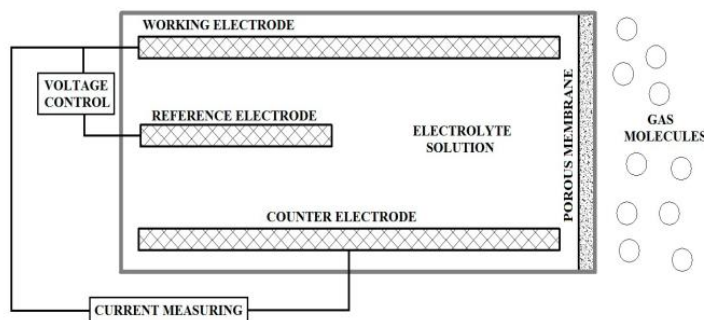 WORKING ELECTRODE
VOLTAGE
CONTROL
REFERENCE ELECTRODE
ELECTROLYTE
SOLUTION
POROUS MEMBRANE
GAS
MOLECULES
COUNTER ELECTRODE
CURRENT MEASURING